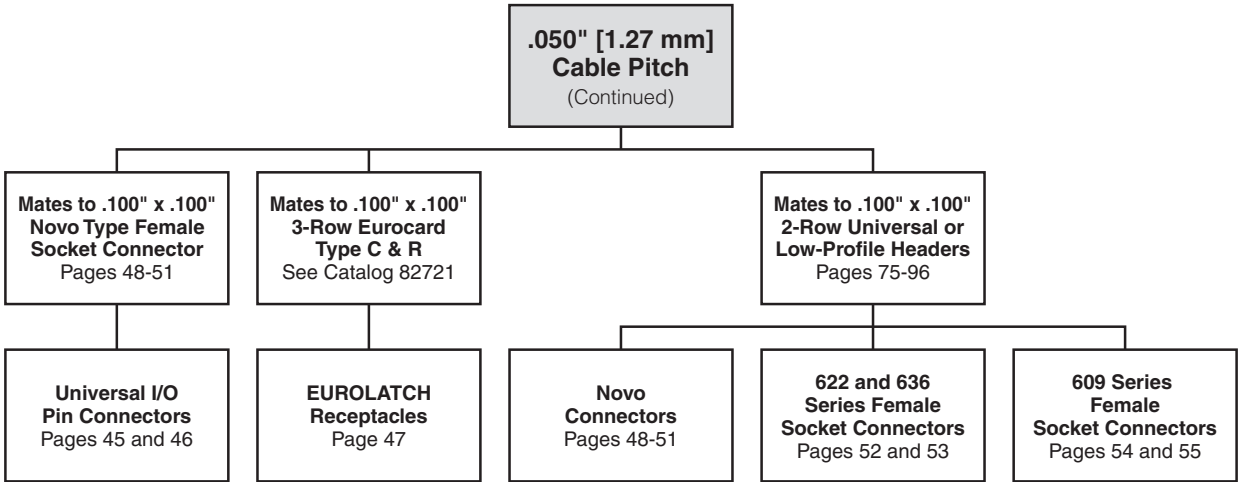 .050" [1.27 mm]
Cable Pitch
(Continued)
Mates to .100" x .100"
Novo Type Female
Socket Connector
Pages 48-51
Mates to .100" x .100"
3-Row Eurocard
Type C & R
See Catalog 82721
Mates to .100" x .100"
2-Row Universal or
Low-Profile Headers
Pages 75-96
Universal I/O
Pin Connectors
Pages 45 and 46
EUROLATCH
Receptacles
Page 47
Novo
Connectors
Pages 48-51
622 and 636
Series Female
Socket Connectors
Pages 52 and 53
609 Series
Female
Socket Connectors
Pages 54 and 55